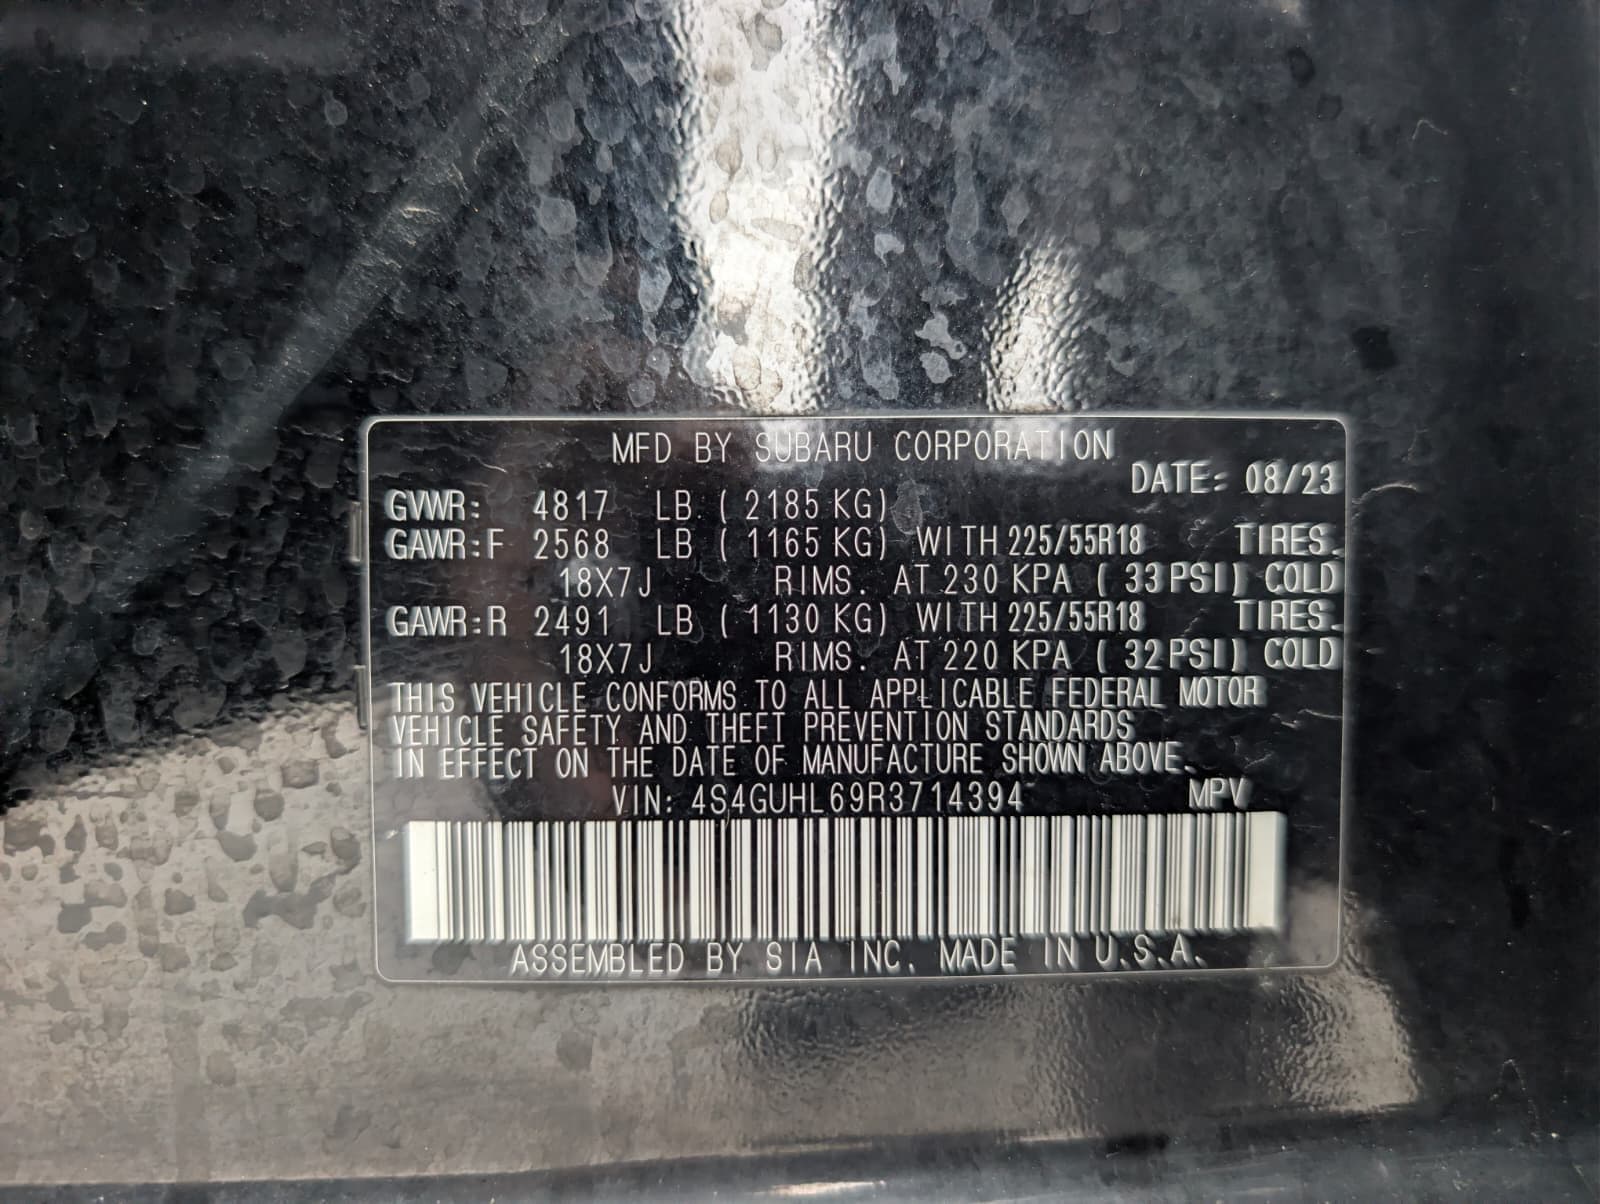 MFD BY SUBARU CORPORATION
DATE: 08/23
GVWR: 4817 LB ( 2185 KG)
GAWR:F 2568 LB ( 1165 KG) WITH 225/55R18 TIRES.
18X7J RIMS. AT 230 KPA ( 33 PSI) COLD
GAWR:R 2491 LB ( 1130 KG) WITH 225/55R18 TIRES.
18X7J RIMS. AT 220 KPA ( 32 PSI) COLD
THIS VEHICLE CONFORMS TO ALL APPLICABLE FEDERAL MOTOR
VEHICLE SAFETY AND THEFT PREVENTION STANDARDS
IN EFFECT ON THE DATE OF MANUFACTURE SHOWN ABOVE.
VIN: 4S4GUHL69R3714394 MPV
ASSEMBLED BY SIA INC. MADE IN U.S.A.